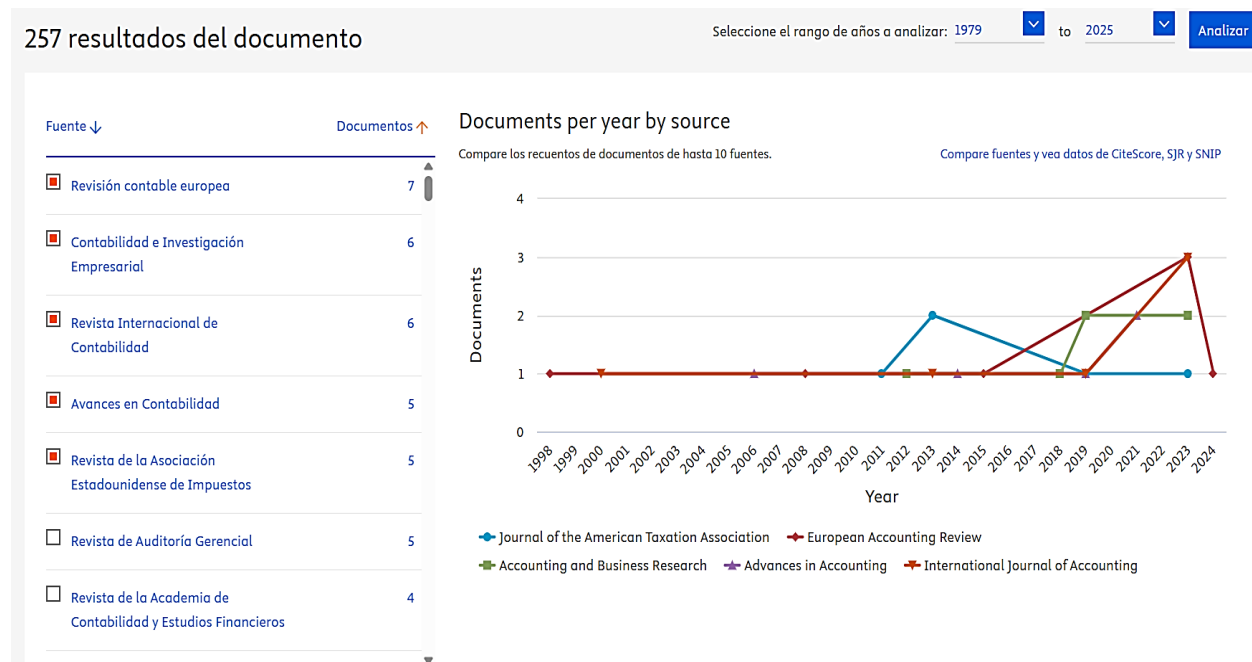 257 resultados del documento
Seleccione el rango de años a analizar: 1979 to 2025 Analizar
Fuente ↓ Documentos ↑
Revisión contable europea 7
Contabilidad e Investigación
Empresarial 6
Revista Internacional de
Contabilidad 6
Avances en Contabilidad 5
Revista de la Asociación
Estadounidense de Impuestos 5
Revista de Auditoría Gerencial 5
Revista de la Academia de
Contabilidad y Estudios Financieros 4
Documents per year by source
Compare los recuentos de documentos de hasta 10 fuentes.
Compare fuentes y vea datos de CiteScore, SJR y SNIP
4
3
2
1
0
Documents
1998 1999 2000 2001 2002 2003 2004 2005 2006 2007 2008 2009 2010 2011 2012 2013 2014 2015 2016 2017 2018 2019 2020 2021 2022 2023 2024
Year
Journal of the American Taxation Association European Accounting Review
Accounting and Business Research Advances in Accounting International Journal of Accounting